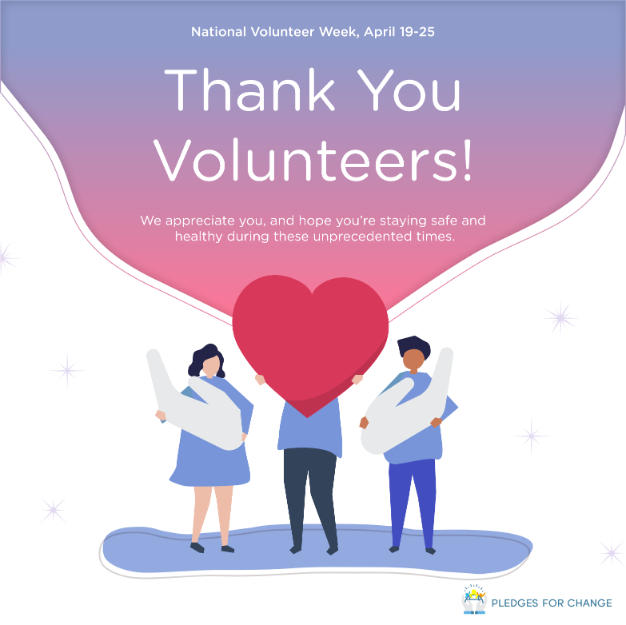 National Volunteer Week, April 19-25
Thank You
Volunteers!
We appreciate you, and hope you're staying safe and
healthy during these unprecedented times.
PLEDGES FOR CHANGE